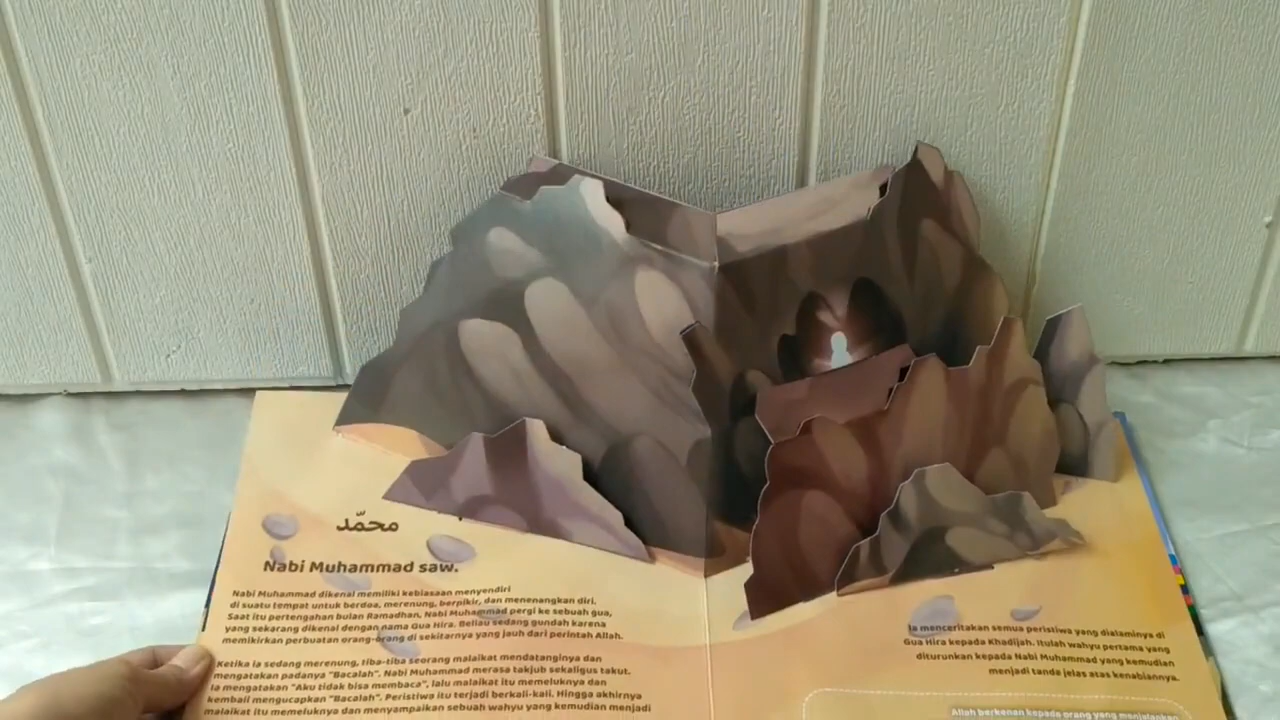 محمّد
Nabi Muhammad saw.
Nabi Muhammad dikenal memiliki kebiasaan menyendiri
di suatu tempat untuk berdoa, merenung, berpikir, dan menenangkan diri.
Saat itu pertengahan bulan Ramadhan, Nabi Muhammad pergi ke sebuah gua,
yang sekarang dikenal dengan nama Gua Hira. Beliau sedang gundah karena
memikirkan perbuatan orang-orang di sekitarnya yang jauh dari perintah Allah.
Ketika ia sedang merenung, tiba-tiba seorang malaikat mendatanginya dan
mengatakan padanya "Bacalah". Nabi Muhammad merasa takjub sekaligus takut.
Ia mengatakan "Aku tidak bisa membaca", lalu malaikat itu memeluknya dan
kembali mengucapkan "Bacalah". Peristiwa itu terjadi berkali-kali. Hingga akhirnya
malaikat itu memeluknya dan menyampaikan sebuah wahyu yang kemudian menjadi
Ia menceritakan semua peristiwa yang dialaminya di
Gua Hira kepada Khadijah. Itulah wahyu pertama yang
diturunkan kepada Nabi Muhammad yang kemudian
menjadi tanda jelas atas kenabiannya.
Allah berkenan kepada orang yang menjalankan